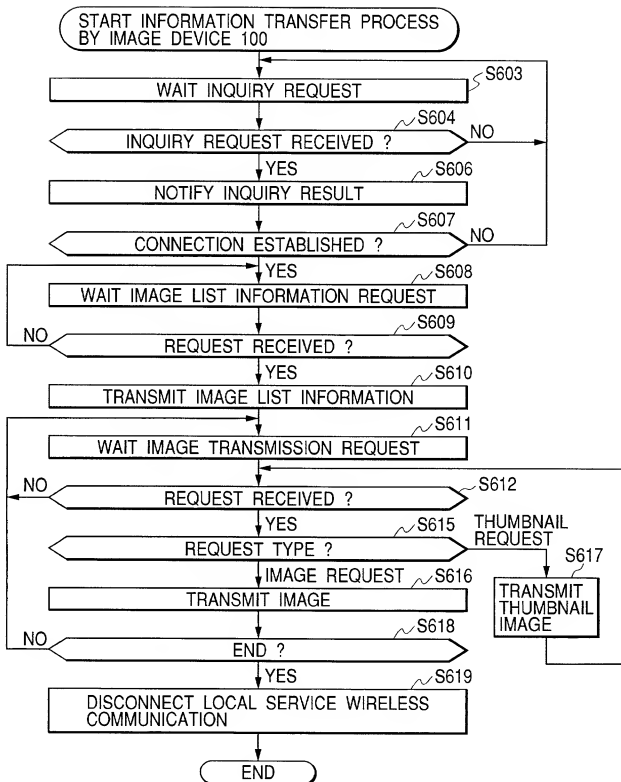 START INFORMATION TRANSFER PROCESS
BY IMAGE DEVICE 100
S603
WAIT INQUIRY REQUEST
S604
INQUIRY REQUEST RECEIVED ?
NO
YES
S606
NOTIFY INQUIRY RESULT
S607
CONNECTION ESTABLISHED ?
NO
YES
S608
WAIT IMAGE LIST INFORMATION REQUEST
S609
NO
REQUEST RECEIVED ?
YES
S610
TRANSMIT IMAGE LIST INFORMATION
S611
WAIT IMAGE TRANSMISSION REQUEST
NO
S612
REQUEST RECEIVED ?
YES
S615
THUMBNAIL
REQUEST
REQUEST TYPE ?
S617
IMAGE REQUEST
S616
TRANSMIT IMAGE
TRANSMIT
THUMBNAIL
IMAGE
S618
NO
END ?
YES
S619
DISCONNECT LOCAL SERVICE WIRELESS
COMMUNICATION
END